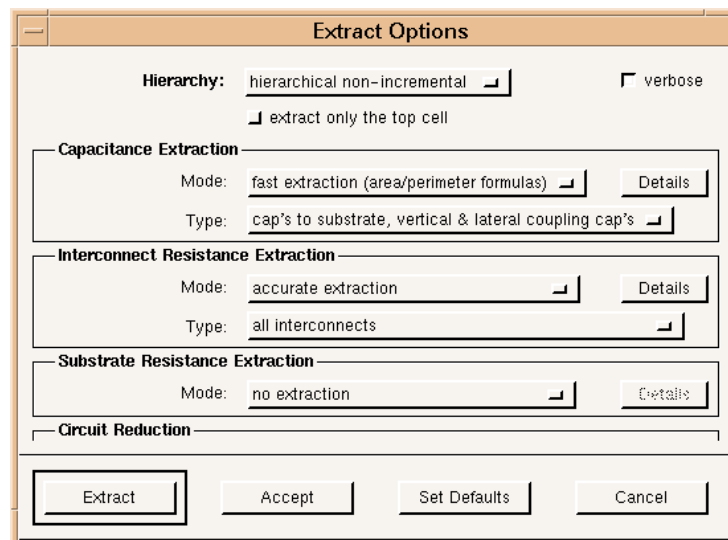 Extract Options
Hierarchy: hierarchical non-incremental verbose
extract only the top cell
Capacitance Extraction
Mode: fast extraction (area/perimeter formulas) Details
Type: cap's to substrate, vertical & lateral coupling cap's
Interconnect Resistance Extraction
Mode: accurate extraction Details
Type: all interconnects
Substrate Resistance Extraction
Mode: no extraction Details
Circuit Reduction
Extract Accept Set Defaults Cancel